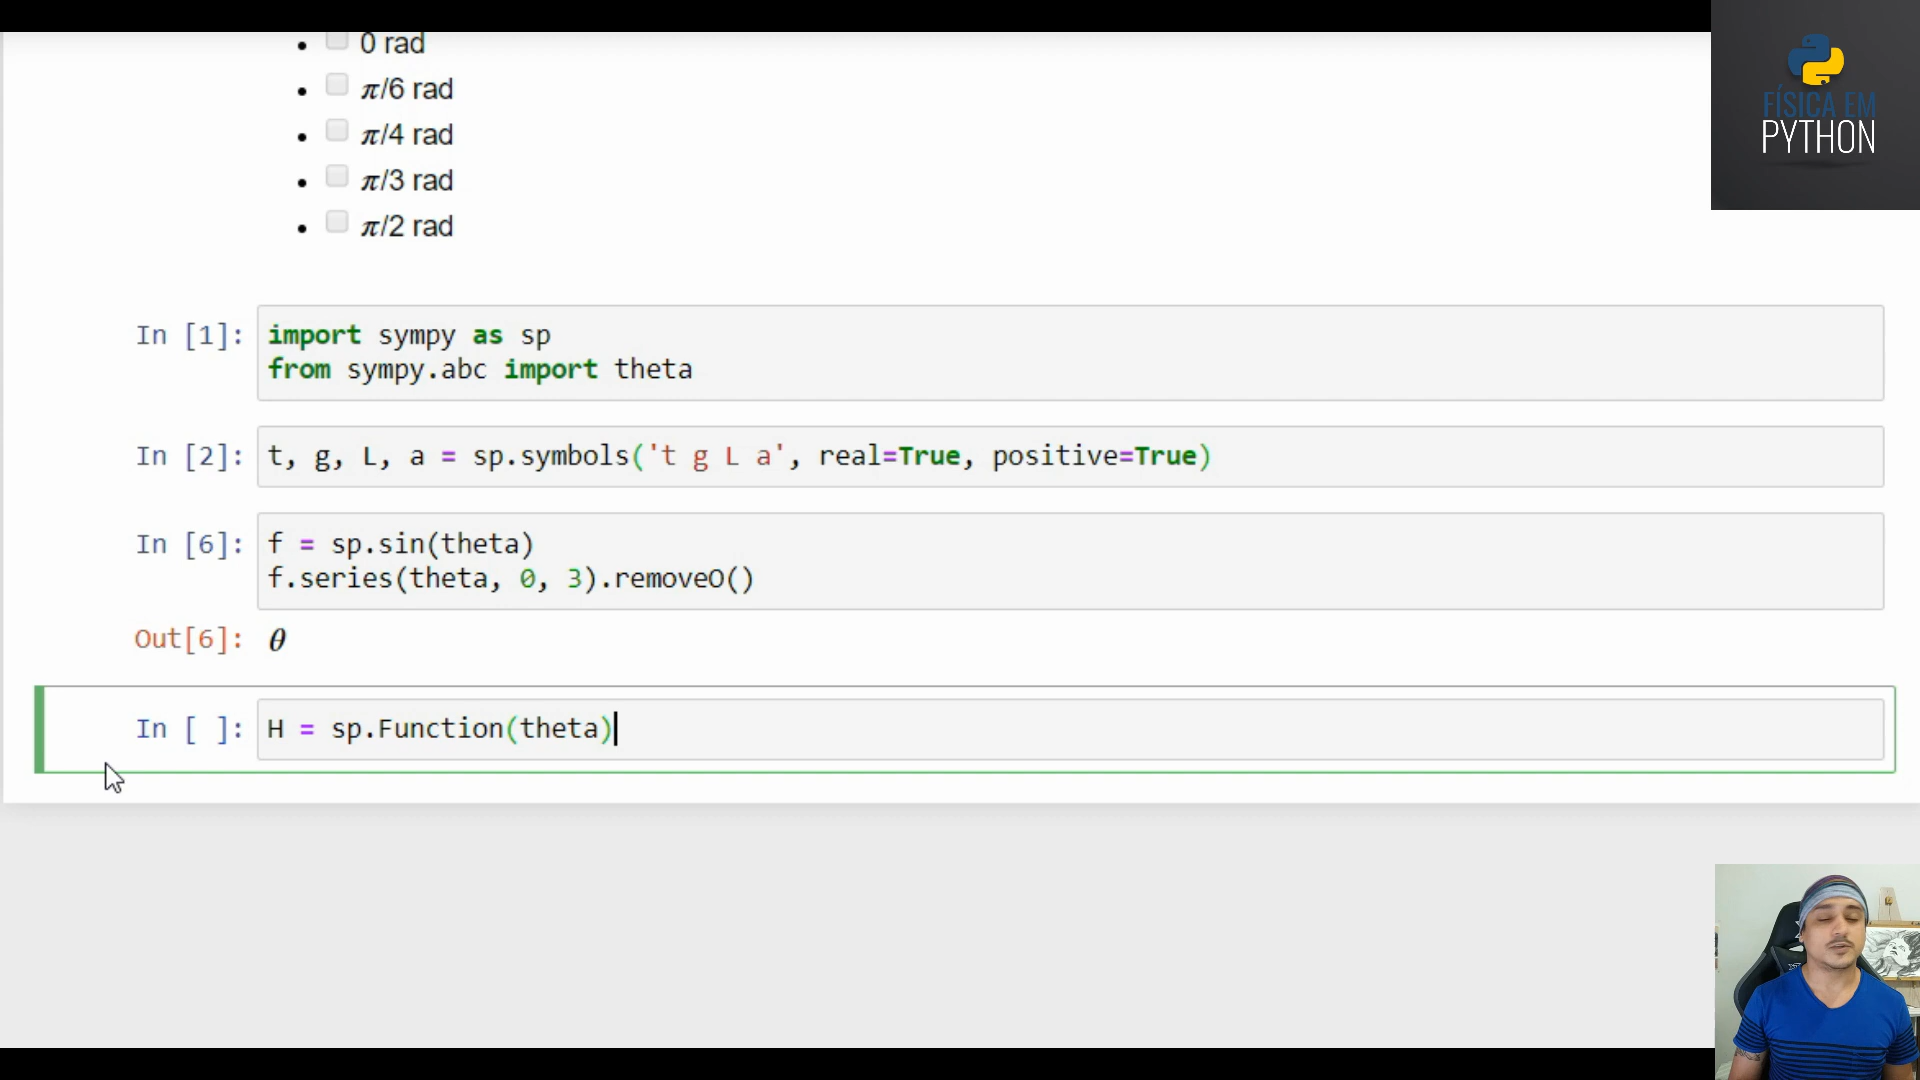 0 rad
π/6 rad
π/4 rad
π/3 rad
π/2 rad
FÍSICA EM
PYTHON
In [1]: import sympy as sp
from sympy.abc import theta
In [2]: t, g, L, a = sp.symbols('t g L a', real=True, positive=True)
In [6]: f = sp.sin(theta)
f.series(theta, 0, 3).removeO()
Out[6]: θ
In [ ]: H = sp.Function(theta)